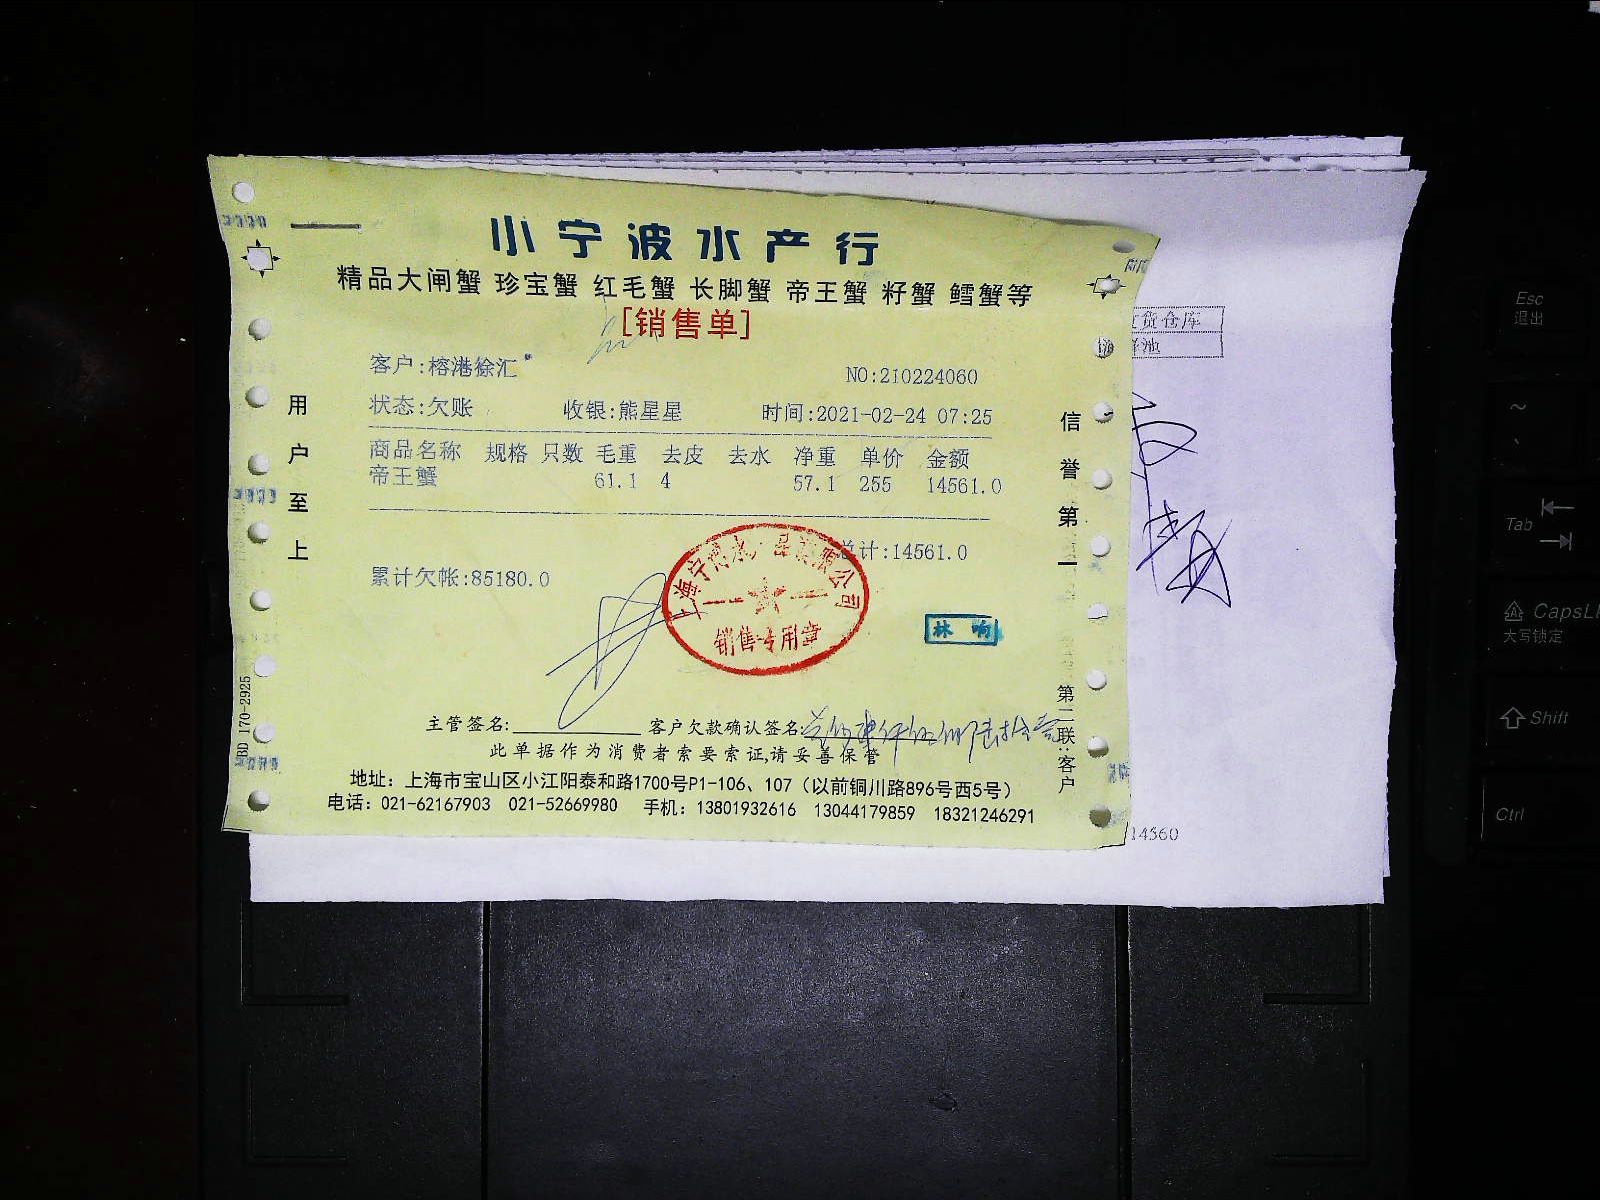 小宁波水产行
精品大闸蟹 珍宝蟹 红毛蟹 长脚蟹 帝王蟹 籽蟹 鳕蟹等
[销售单]
客户:榕港徐汇
NO:210224060
状态:欠账 收银:熊星星 时间:2021-02-24 07:25
商品名称 规格 只数 毛重 去皮 去水 净重 单价 金额
帝王蟹 61.1 4 57.1 255 14561.0
总计:14561.0
累计欠帐:85180.0
销售专用章
林响
主管签名: 客户欠款确认签名:
此单据作为消费者索要索证,请妥善保管
地址：上海市宝山区小江阳泰和路1700号P1-106、107（以前铜川路896号西5号）
电话：021-62167903 021-52669980 手机：13801932616 13044179859 18321246291
用户至上
信誉第一
第二联:客户
BD 170-2925
货仓库
14560
Esc
退出
~
Tab
CapsL
大写锁定
Shift
Ctrl